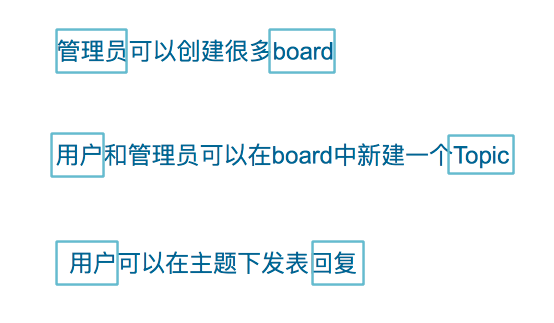 管理员可以创建很多board
用户和管理员可以在board中新建一个Topic
用户可以在主题下发表回复